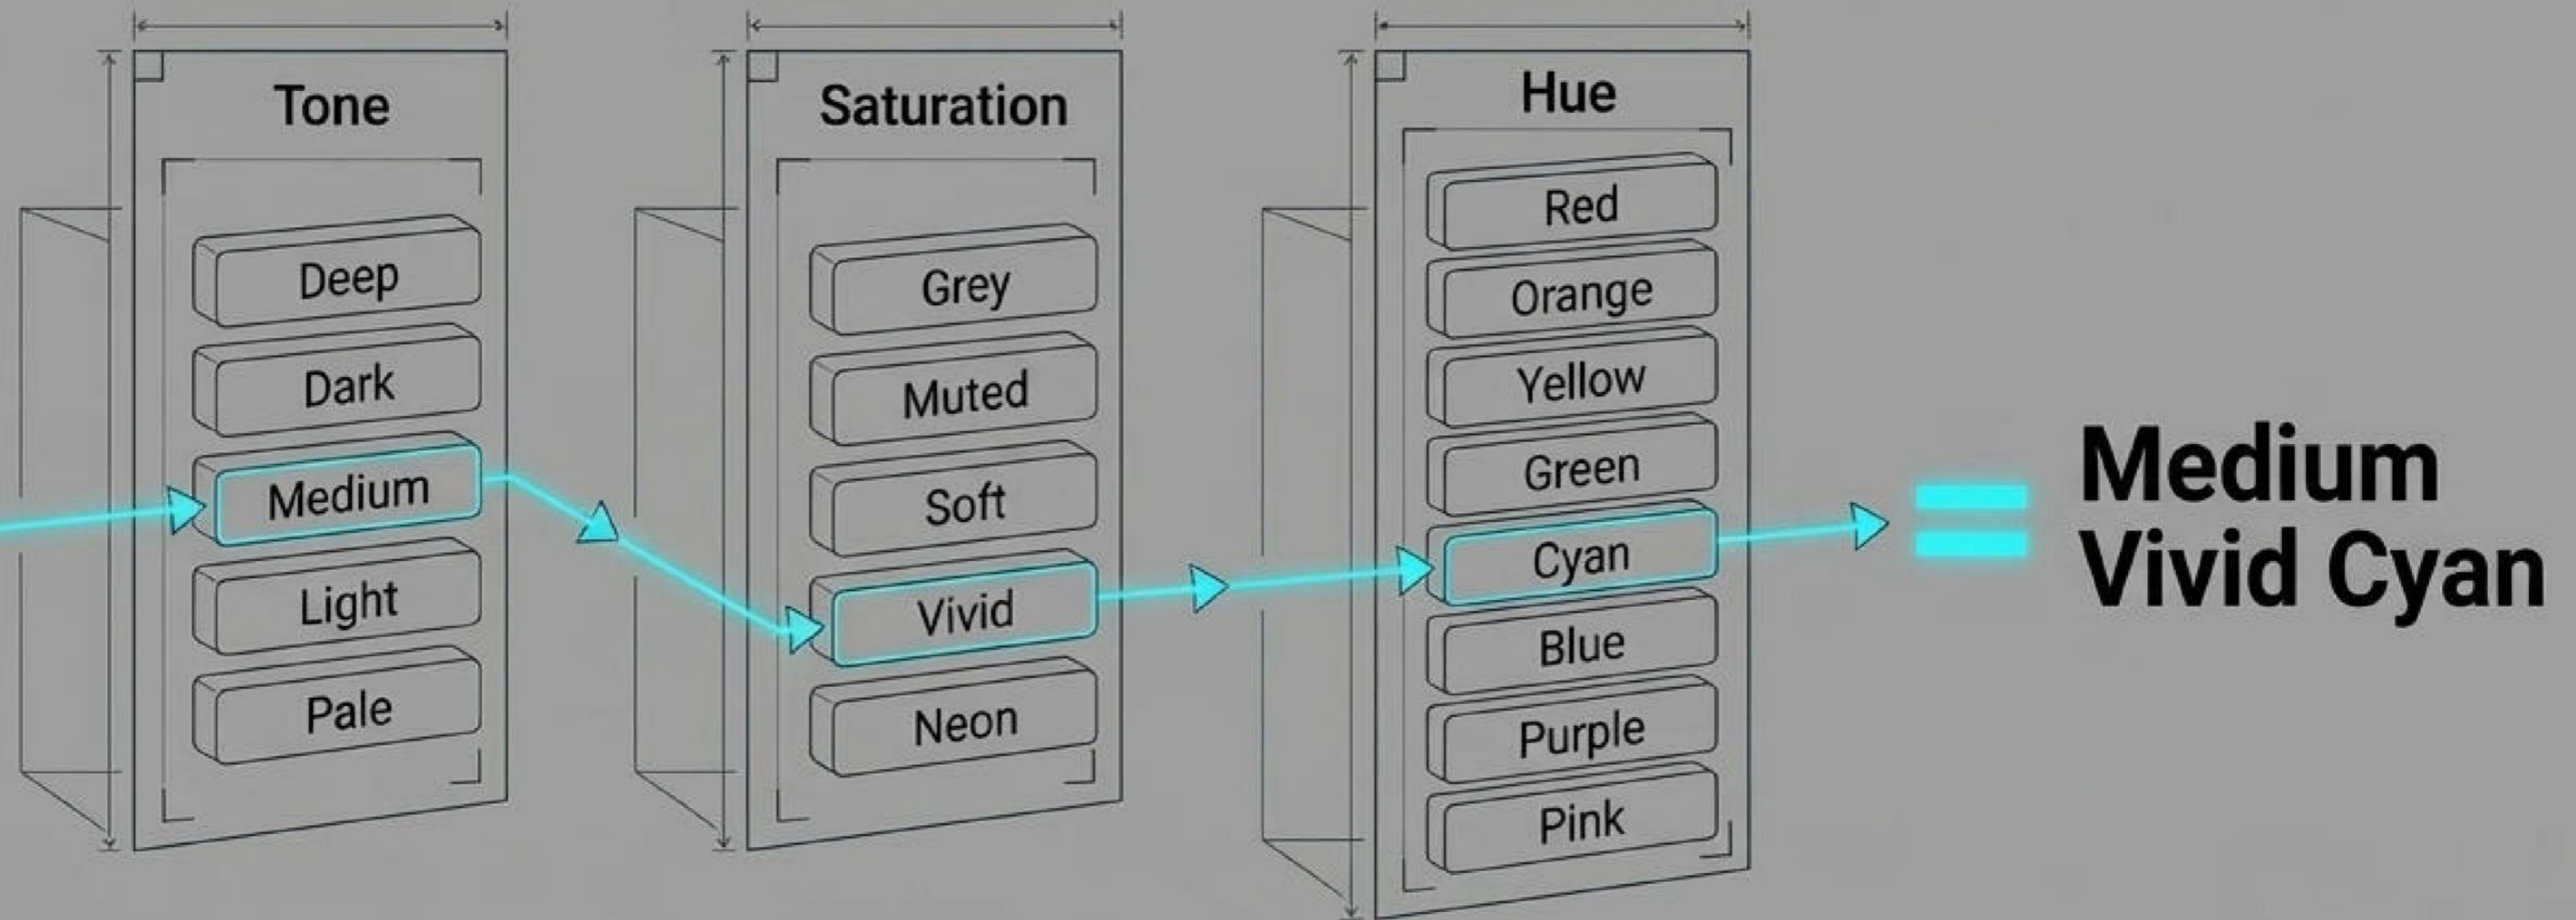 Tone
Deep
Dark
Medium
Light
Pale
Saturation
Grey
Muted
Soft
Vivid
Neon
Hue
Red
Orange
Yellow
Green
Cyan
Blue
Purple
Pink
=
Medium
Vivid Cyan